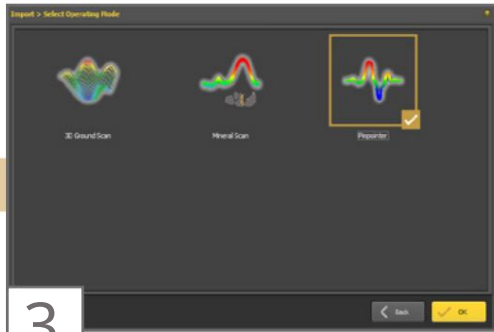 Import > Select Operating Mode
3D Ground Scan
Mineral Scan
Pinpointer
3
Back
OK